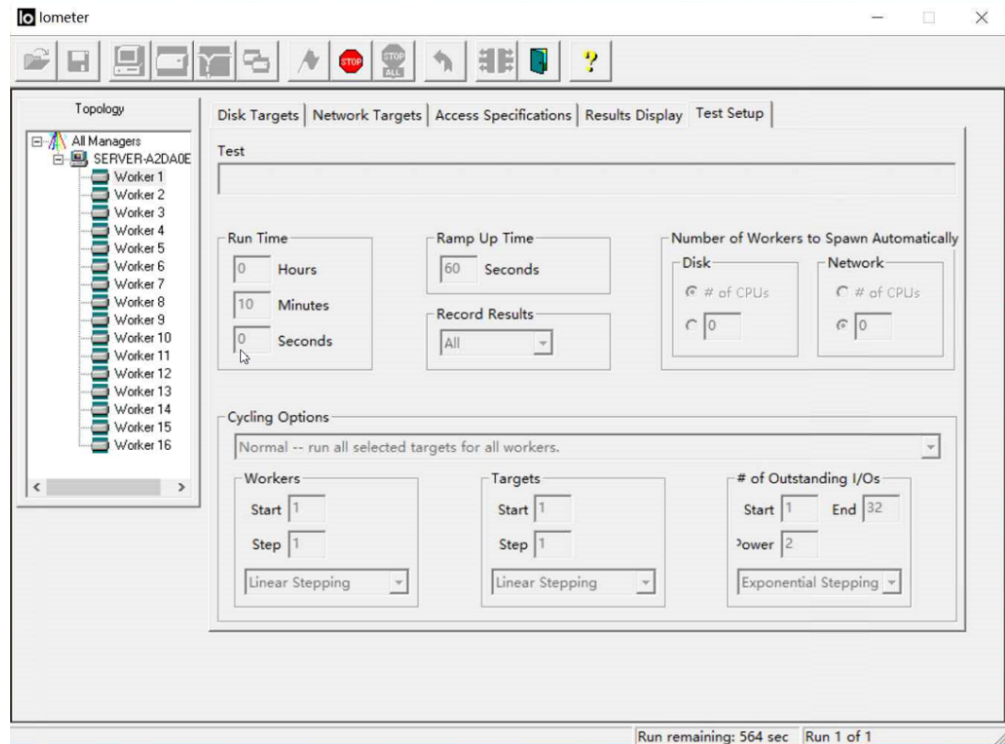 Io Iometer
STOP
STOP ALL
?
Topology
All Managers
SERVER-A2DA0E
Worker 1
Worker 2
Worker 3
Worker 4
Worker 5
Worker 6
Worker 7
Worker 8
Worker 9
Worker 10
Worker 11
Worker 12
Worker 13
Worker 14
Worker 15
Worker 16
Disk Targets Network Targets Access Specifications Results Display Test Setup
Test
Run Time
0 Hours
10 Minutes
0 Seconds
Ramp Up Time
60 Seconds
Record Results
All
Number of Workers to Spawn Automatically
Disk
# of CPUs
0
Network
# of CPUs
0
Cycling Options
Normal -- run all selected targets for all workers.
Workers
Start 1
Step 1
Linear Stepping
Targets
Start 1
Step 1
Linear Stepping
# of Outstanding I/Os
Start 1 End 32
Power 2
Exponential Stepping
Run remaining: 564 sec Run 1 of 1